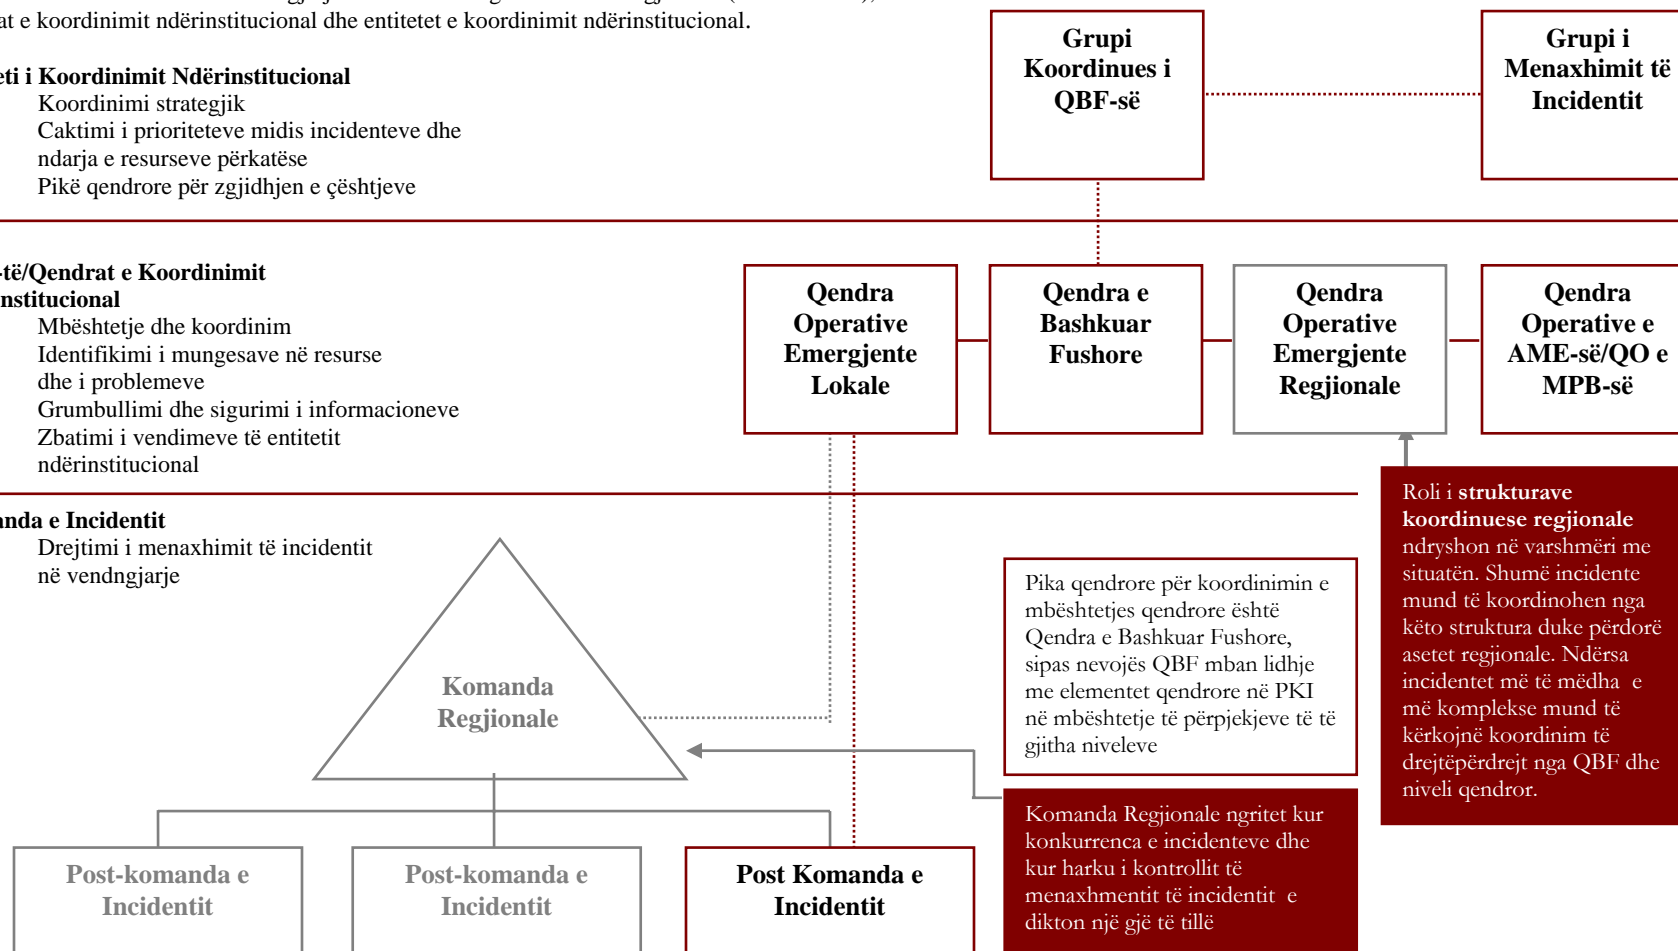 at e koordinimit ndërinstitucional dhe entitetet e koordinimit ndërinstitucional.
eti i Koordinimit Ndërinstitucional
Koordinimi strategjik
Caktimi i prioriteteve midis incidenteve dhe
ndarja e resurseve përkatëse
Pikë qendrore për zgjidhjen e çështjeve
Grupi
Koordinues i
QBF-së
Grupi i
Menaxhimit të
Incidentit
-të/Qendrat e Koordinimit
nstitucional
Mbështetje dhe koordinim
Identifikimi i mungesave në resurse
dhe i problemeve
Grumbullimi dhe sigurimi i informacioneve
Zbatimi i vendimeve të entitetit
ndërinstitucional
Qendra
Operative
Emergjente
Lokale
Qendra e
Bashkuar
Fushore
Qendra
Operative
Emergjente
Regjionale
Qendra
Operative e
AME-së/QO e
MPB-së
anda e Incidentit
Drejtimi i menaxhimit të incidentit
në vendngjarje
Komanda
Regjionale
Pika qendrore për koordinimin e
mbështetjes qendrore është
Qendra e Bashkuar Fushore,
sipas nevojës QBF mban lidhje
me elementet qendrore në PKI
në mbështetje të përpjekjeve të të
gjitha niveleve
Roli i strukturave
koordinuese regjionale
ndryshon në varshmëri me
situatën. Shumë incidente
mund të koordinohen nga
këto struktura duke përdorë
asetet regjionale. Ndërsa
incidentet më të mëdha e
më komplekse mund të
kërkojnë koordinim të
drejtëpërdrejt nga QBF dhe
niveli qendror.
Komanda Regjionale ngritet kur
konkurrenca e incidenteve dhe
kur harku i kontrollit të
menaxhmentit të incidentit e
dikton një gjë të tillë
Post-komanda e
Incidentit
Post-komanda e
Incidentit
Post Komanda e
Incidentit